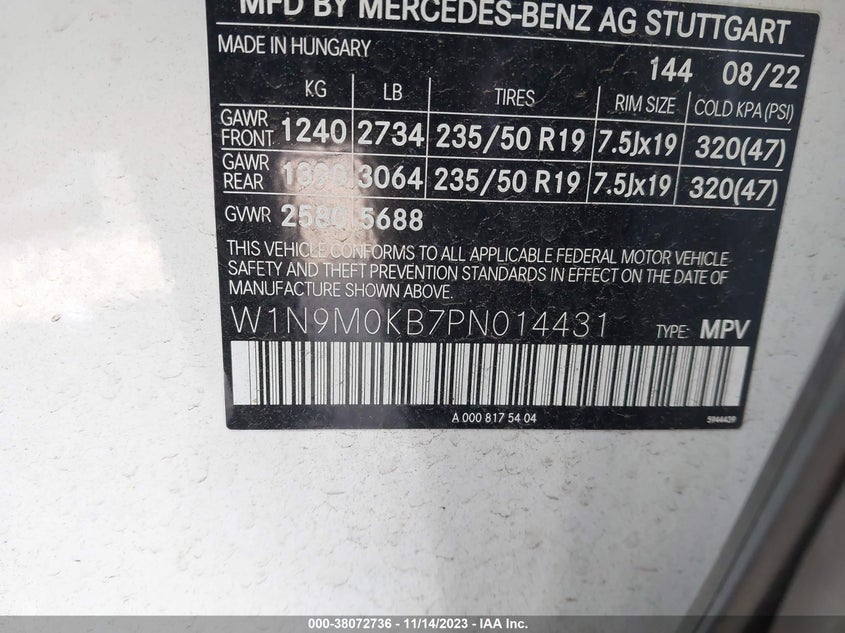 MFD BY MERCEDES-BENZ AG STUTTGART
MADE IN HUNGARY
144 08/22
KG LB TIRES RIM SIZE COLD KPA (PSI)
GAWR FRONT 1240 2734 235/50 R19 7.5Jx19 320(47)
GAWR REAR 3064 235/50 R19 7.5Jx19 320(47)
GVWR 2580 5688
THIS VEHICLE CONFORMS TO ALL APPLICABLE FEDERAL MOTOR VEHICLE
SAFETY AND THEFT PREVENTION STANDARDS IN EFFECT ON THE DATE OF
MANUFACTURE SHOWN ABOVE.
W1N9M0KB7PN014431 TYPE: MPV
A 000 817 54 04 5944439
000-38072736 - 11/14/2023 - IAA Inc.